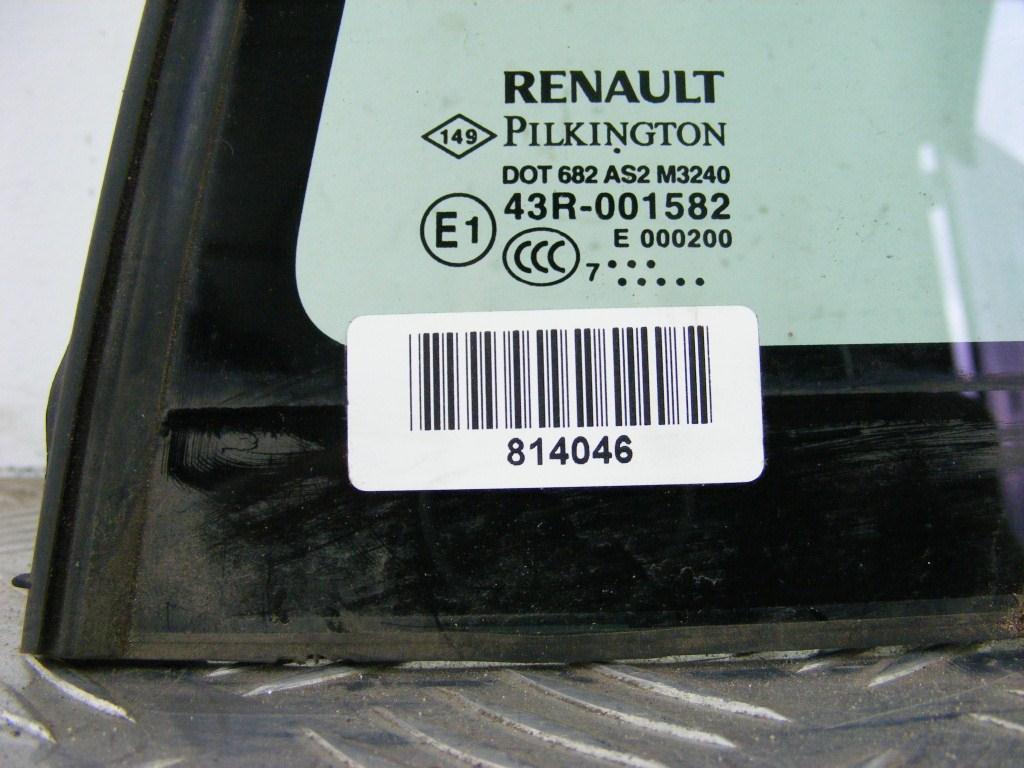 RENAULT
149 PILKINGTON
DOT 682 AS2 M3240
E1 43R-001582
E 000200
CCC 7
814046